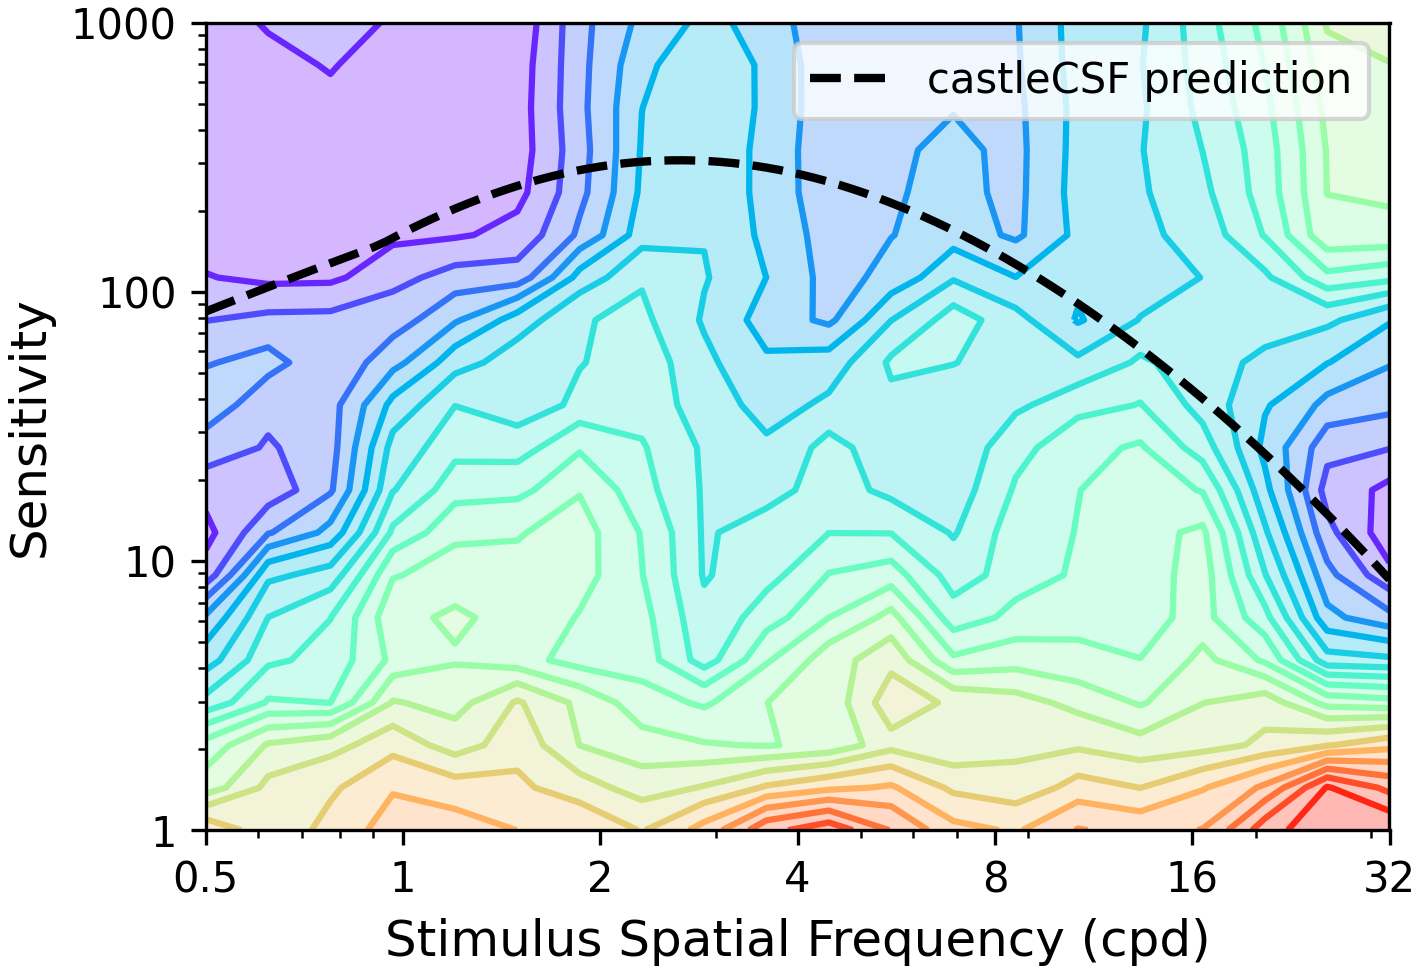 1000
100
10
1
Sensitivity
castleCSF prediction
0.5 1 2 4 8 16 32
Stimulus Spatial Frequency (cpd)